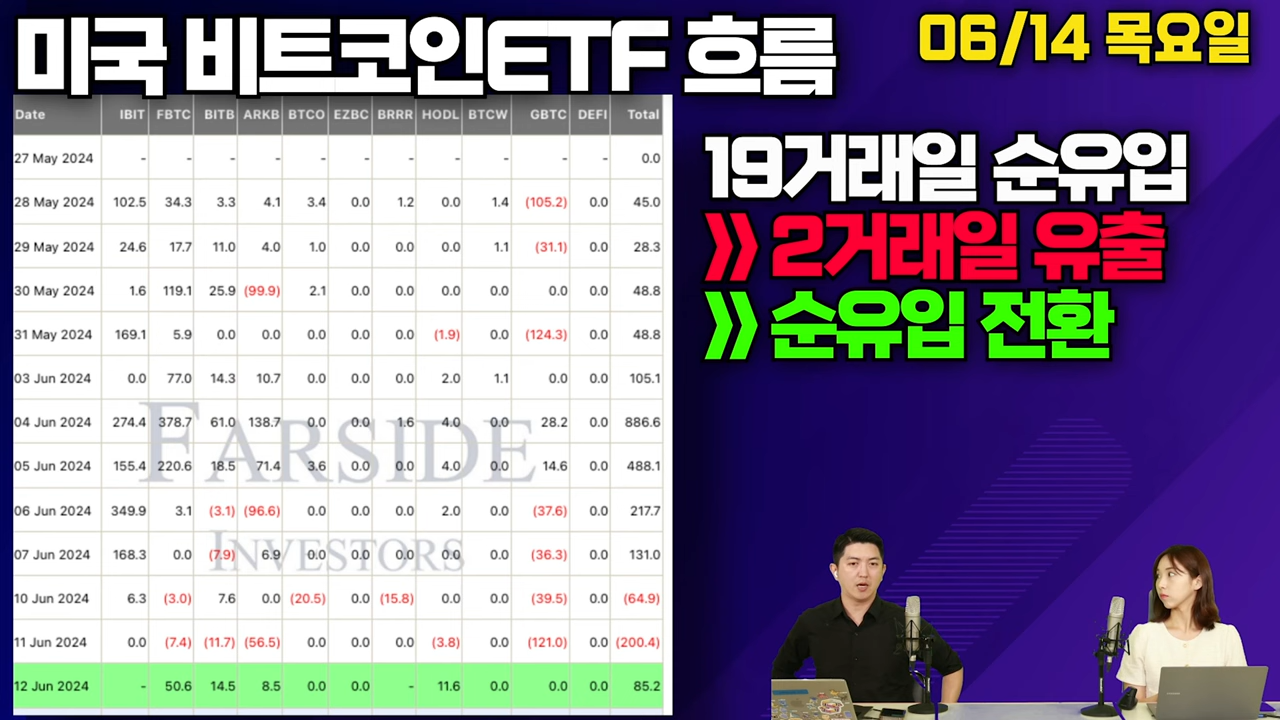 미국 비트코인ETF 흐름
06/14 목요일
Date IBIT FBTC BITB ARKB BTCO EZBC BRRR HODL BTCW GBTC DEFI Total
27 May 2024 - - - - - - - - - - - 0.0
28 May 2024 102.5 34.3 3.3 4.1 3.4 0.0 1.2 0.0 1.4 (105.2) 0.0 45.0
29 May 2024 24.6 17.7 11.0 4.0 1.0 0.0 0.0 0.0 1.1 (31.1) 0.0 28.3
30 May 2024 1.6 119.1 25.9 (99.9) 2.1 0.0 0.0 0.0 0.0 0.0 0.0 48.8
31 May 2024 169.1 5.9 0.0 0.0 0.0 0.0 0.0 (1.9) 0.0 (124.3) 0.0 48.8
03 Jun 2024 0.0 77.0 14.3 10.7 0.0 0.0 0.0 2.0 1.1 0.0 0.0 105.1
04 Jun 2024 274.4 378.7 61.0 138.7 0.0 0.0 1.6 4.0 0.0 28.2 0.0 886.6
05 Jun 2024 155.4 220.6 18.5 71.4 3.6 0.0 0.0 4.0 0.0 14.6 0.0 488.1
06 Jun 2024 349.9 3.1 (3.1) (96.6) 0.0 0.0 0.0 2.0 0.0 (37.6) 0.0 217.7
07 Jun 2024 168.3 0.0 (7.9) 6.9 0.0 0.0 0.0 0.0 0.0 (36.3) 0.0 131.0
10 Jun 2024 6.3 (3.0) 7.6 0.0 (20.5) 0.0 (15.8) 0.0 0.0 (39.5) 0.0 (64.9)
11 Jun 2024 0.0 (7.4) (11.7) (56.5) 0.0 0.0 0.0 (3.8) 0.0 (121.0) 0.0 (200.4)
12 Jun 2024 - 50.6 14.5 8.5 0.0 0.0 - 11.6 0.0 0.0 0.0 85.2
FARSIDE
INVESTORS
19거래일 순유입
》 2거래일 유출
》 순유입 전환